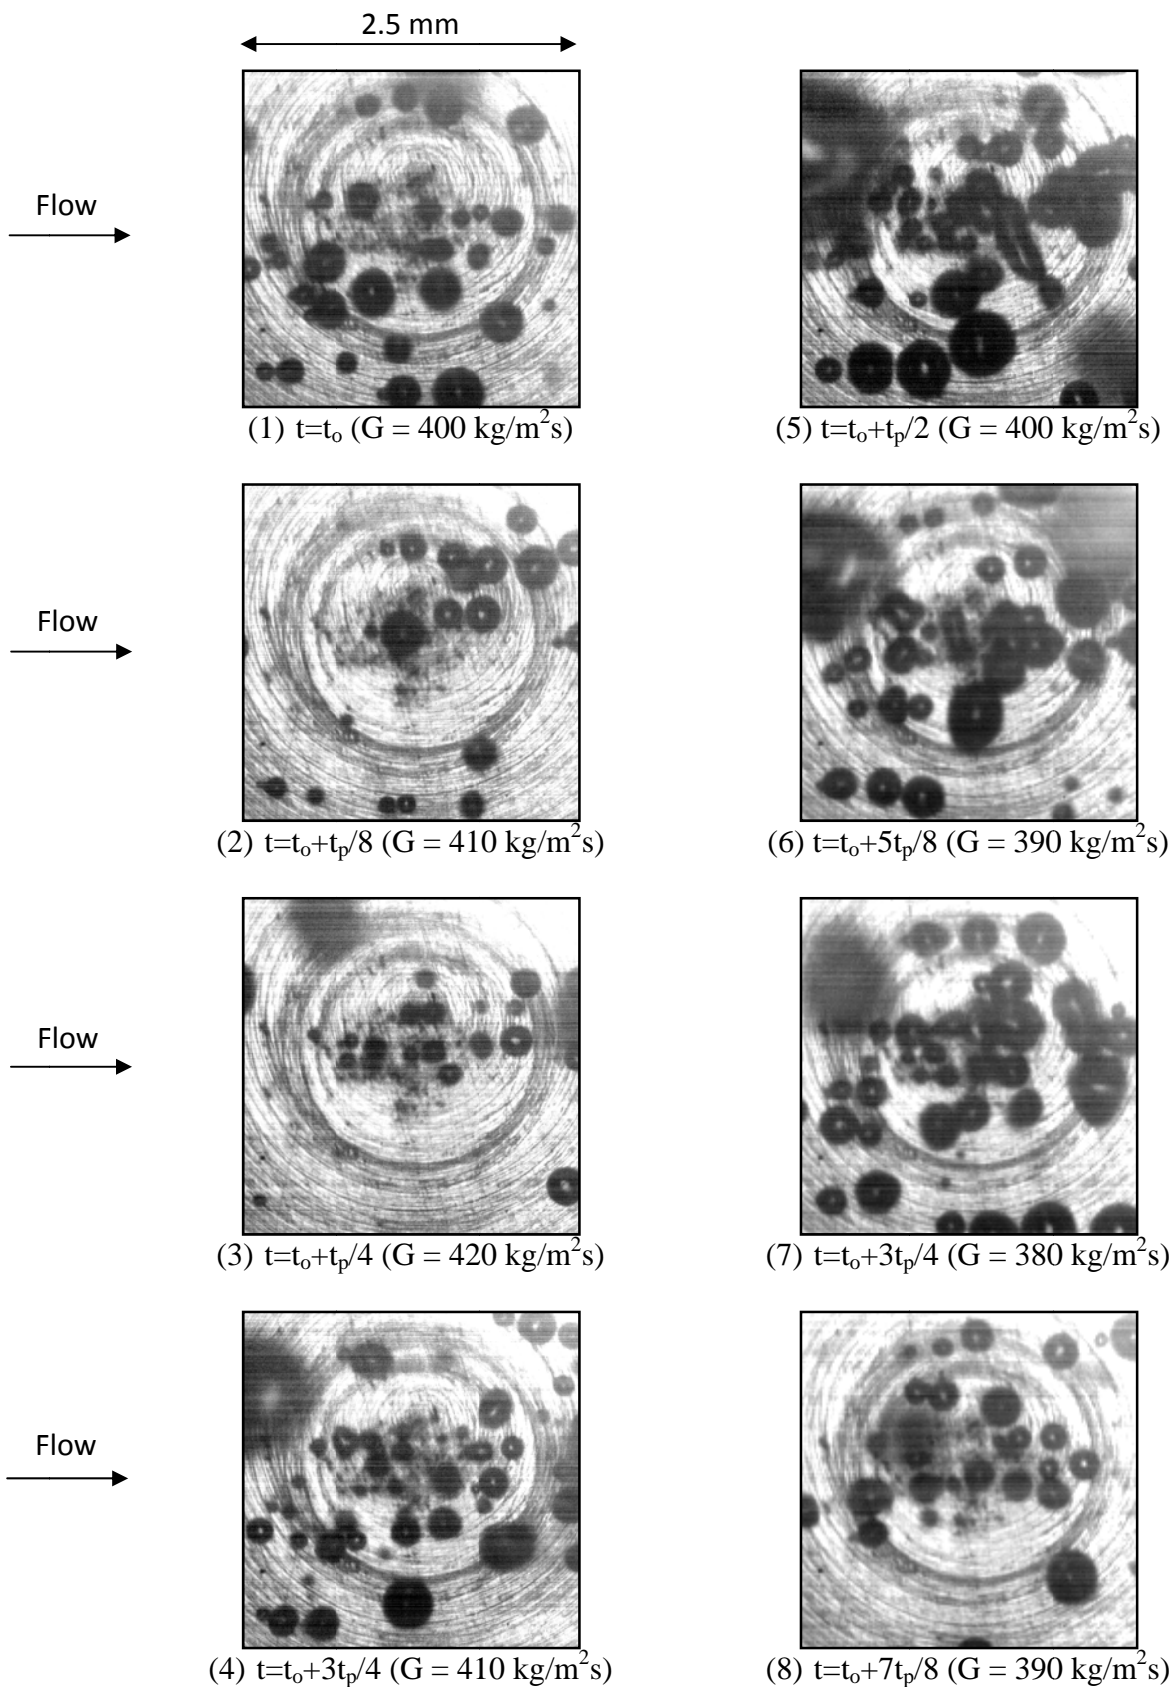 2.5 mm
Flow
(1) t=tₒ (G = 400 kg/m²s)
(5) t=tₒ+tₚ/2 (G = 400 kg/m²s)
Flow
(2) t=tₒ+tₚ/8 (G = 410 kg/m²s)
(6) t=tₒ+5tₚ/8 (G = 390 kg/m²s)
Flow
(3) t=tₒ+tₚ/4 (G = 420 kg/m²s)
(7) t=tₒ+3tₚ/4 (G = 380 kg/m²s)
Flow
(4) t=tₒ+3tₚ/4 (G = 410 kg/m²s)
(8) t=tₒ+7tₚ/8 (G = 390 kg/m²s)